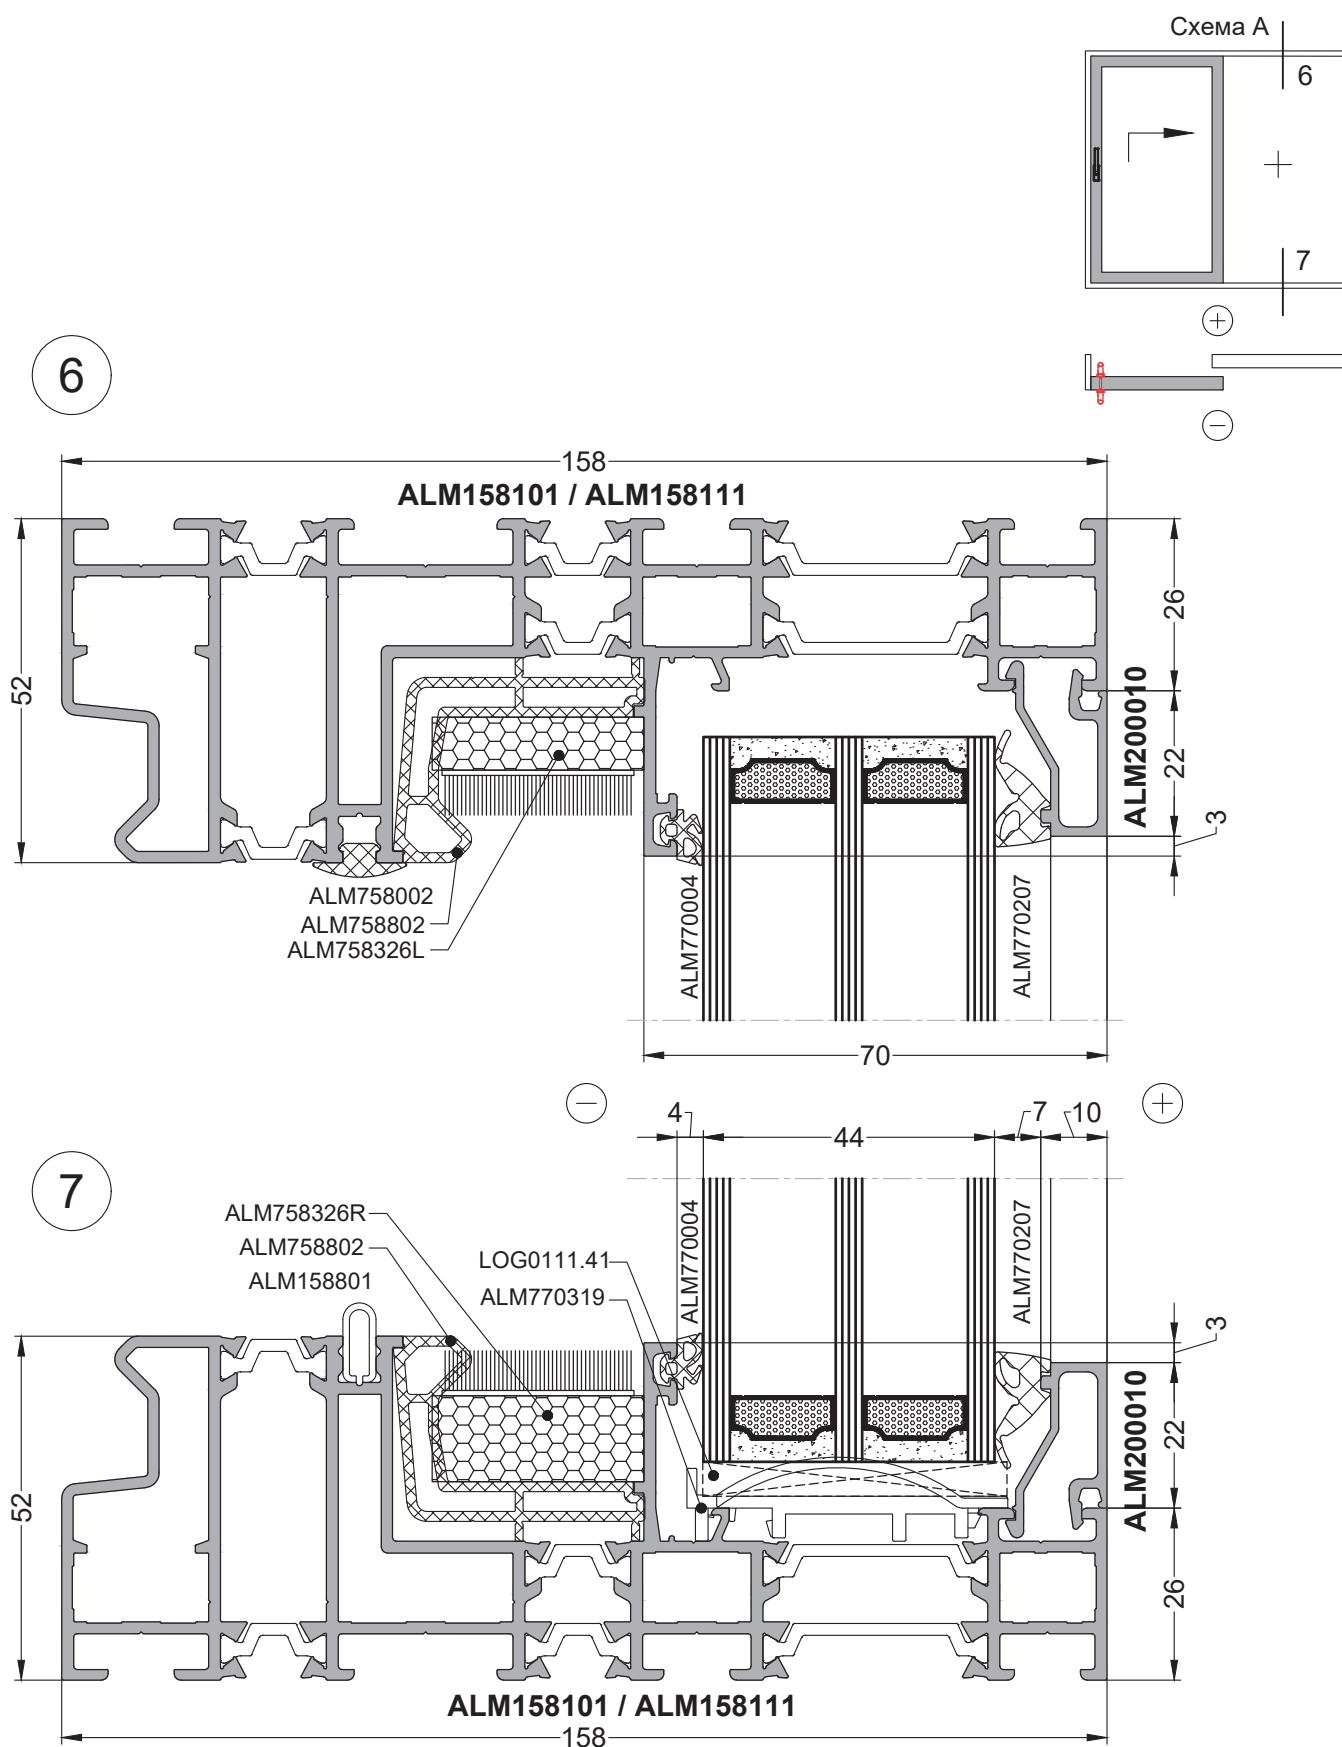 Схема А
6
7
+
−
6
158
ALM158101 / ALM158111
52
26
22
3
ALM200010
ALM758002
ALM758802
ALM758326L
ALM770004
ALM770207
70
−
+
4
44
7
10
7
ALM758326R
ALM758802
ALM158801
LOG0111.41
ALM770319
ALM770004
ALM770207
3
22
26
52
ALM200010
ALM158101 / ALM158111
158